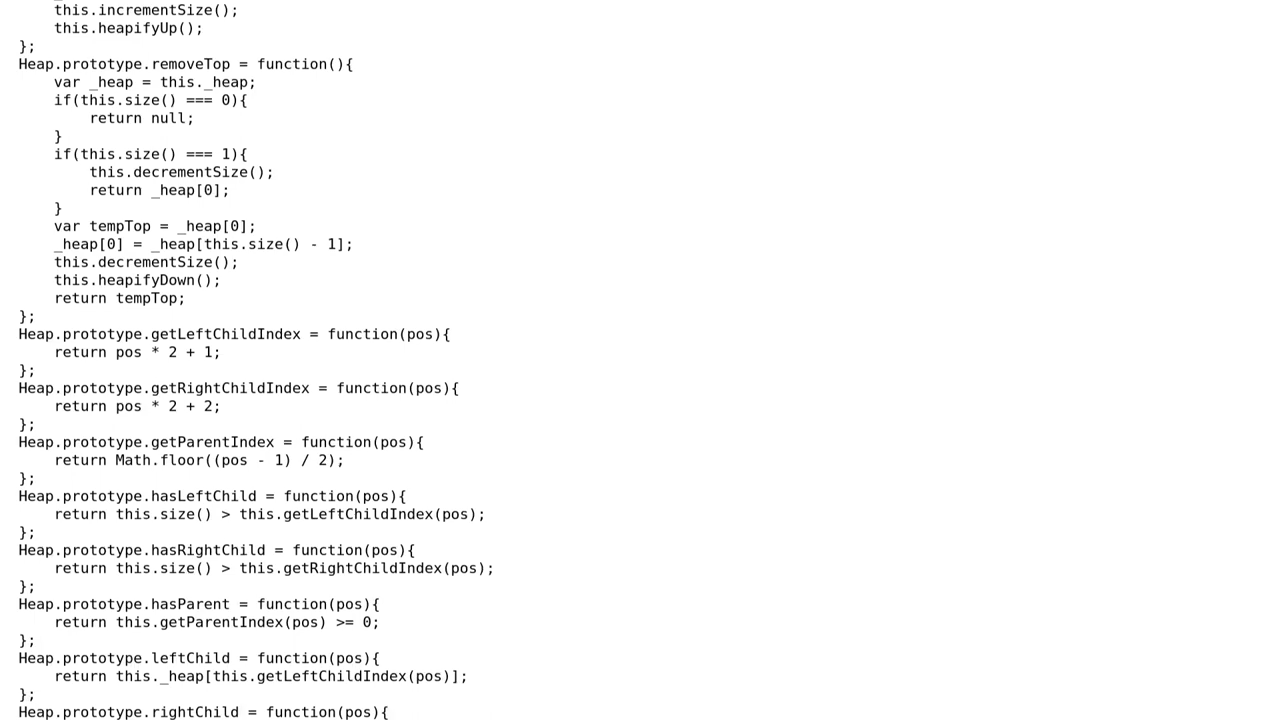 this.incrementSize();
this.heapifyUp();
};
Heap.prototype.removeTop = function(){
var _heap = this._heap;
if(this.size() === 0){
return null;
}
if(this.size() === 1){
this.decrementSize();
return _heap[0];
}
var tempTop = _heap[0];
_heap[0] = _heap[this.size() - 1];
this.decrementSize();
this.heapifyDown();
return tempTop;
};
Heap.prototype.getLeftChildIndex = function(pos){
return pos * 2 + 1;
};
Heap.prototype.getRightChildIndex = function(pos){
return pos * 2 + 2;
};
Heap.prototype.getParentIndex = function(pos){
return Math.floor((pos - 1) / 2);
};
Heap.prototype.hasLeftChild = function(pos){
return this.size() > this.getLeftChildIndex(pos);
};
Heap.prototype.hasRightChild = function(pos){
return this.size() > this.getRightChildIndex(pos);
};
Heap.prototype.hasParent = function(pos){
return this.getParentIndex(pos) >= 0;
};
Heap.prototype.leftChild = function(pos){
return this._heap[this.getLeftChildIndex(pos)];
};
Heap.prototype.rightChild = function(pos){